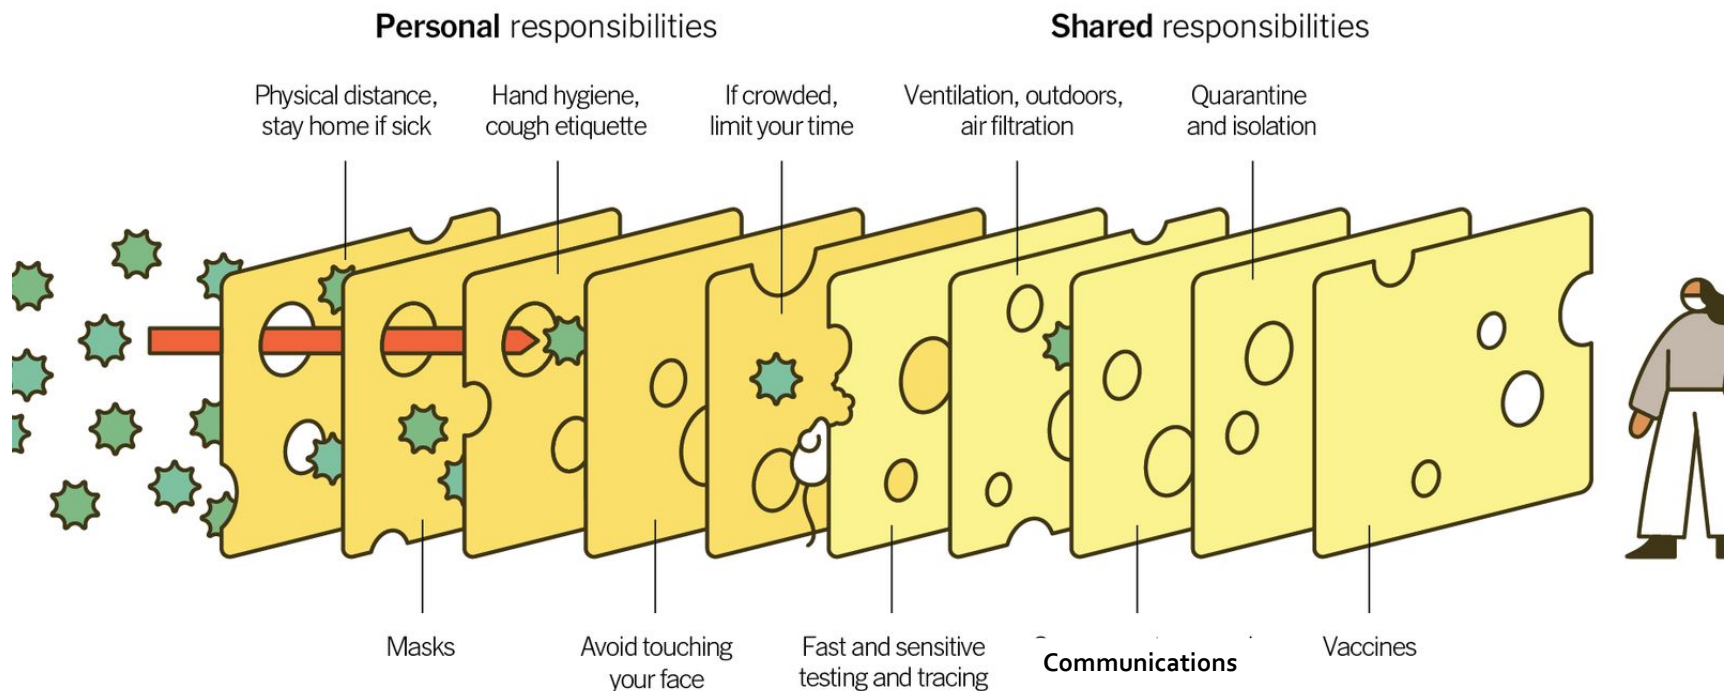 Personal responsibilities
Shared responsibilities
Physical distance,
stay home if sick
Hand hygiene,
cough etiquette
If crowded,
limit your time
Ventilation, outdoors,
air filtration
Quarantine
and isolation
Masks
Avoid touching
your face
Fast and sensitive
testing and tracing
Communications
Vaccines